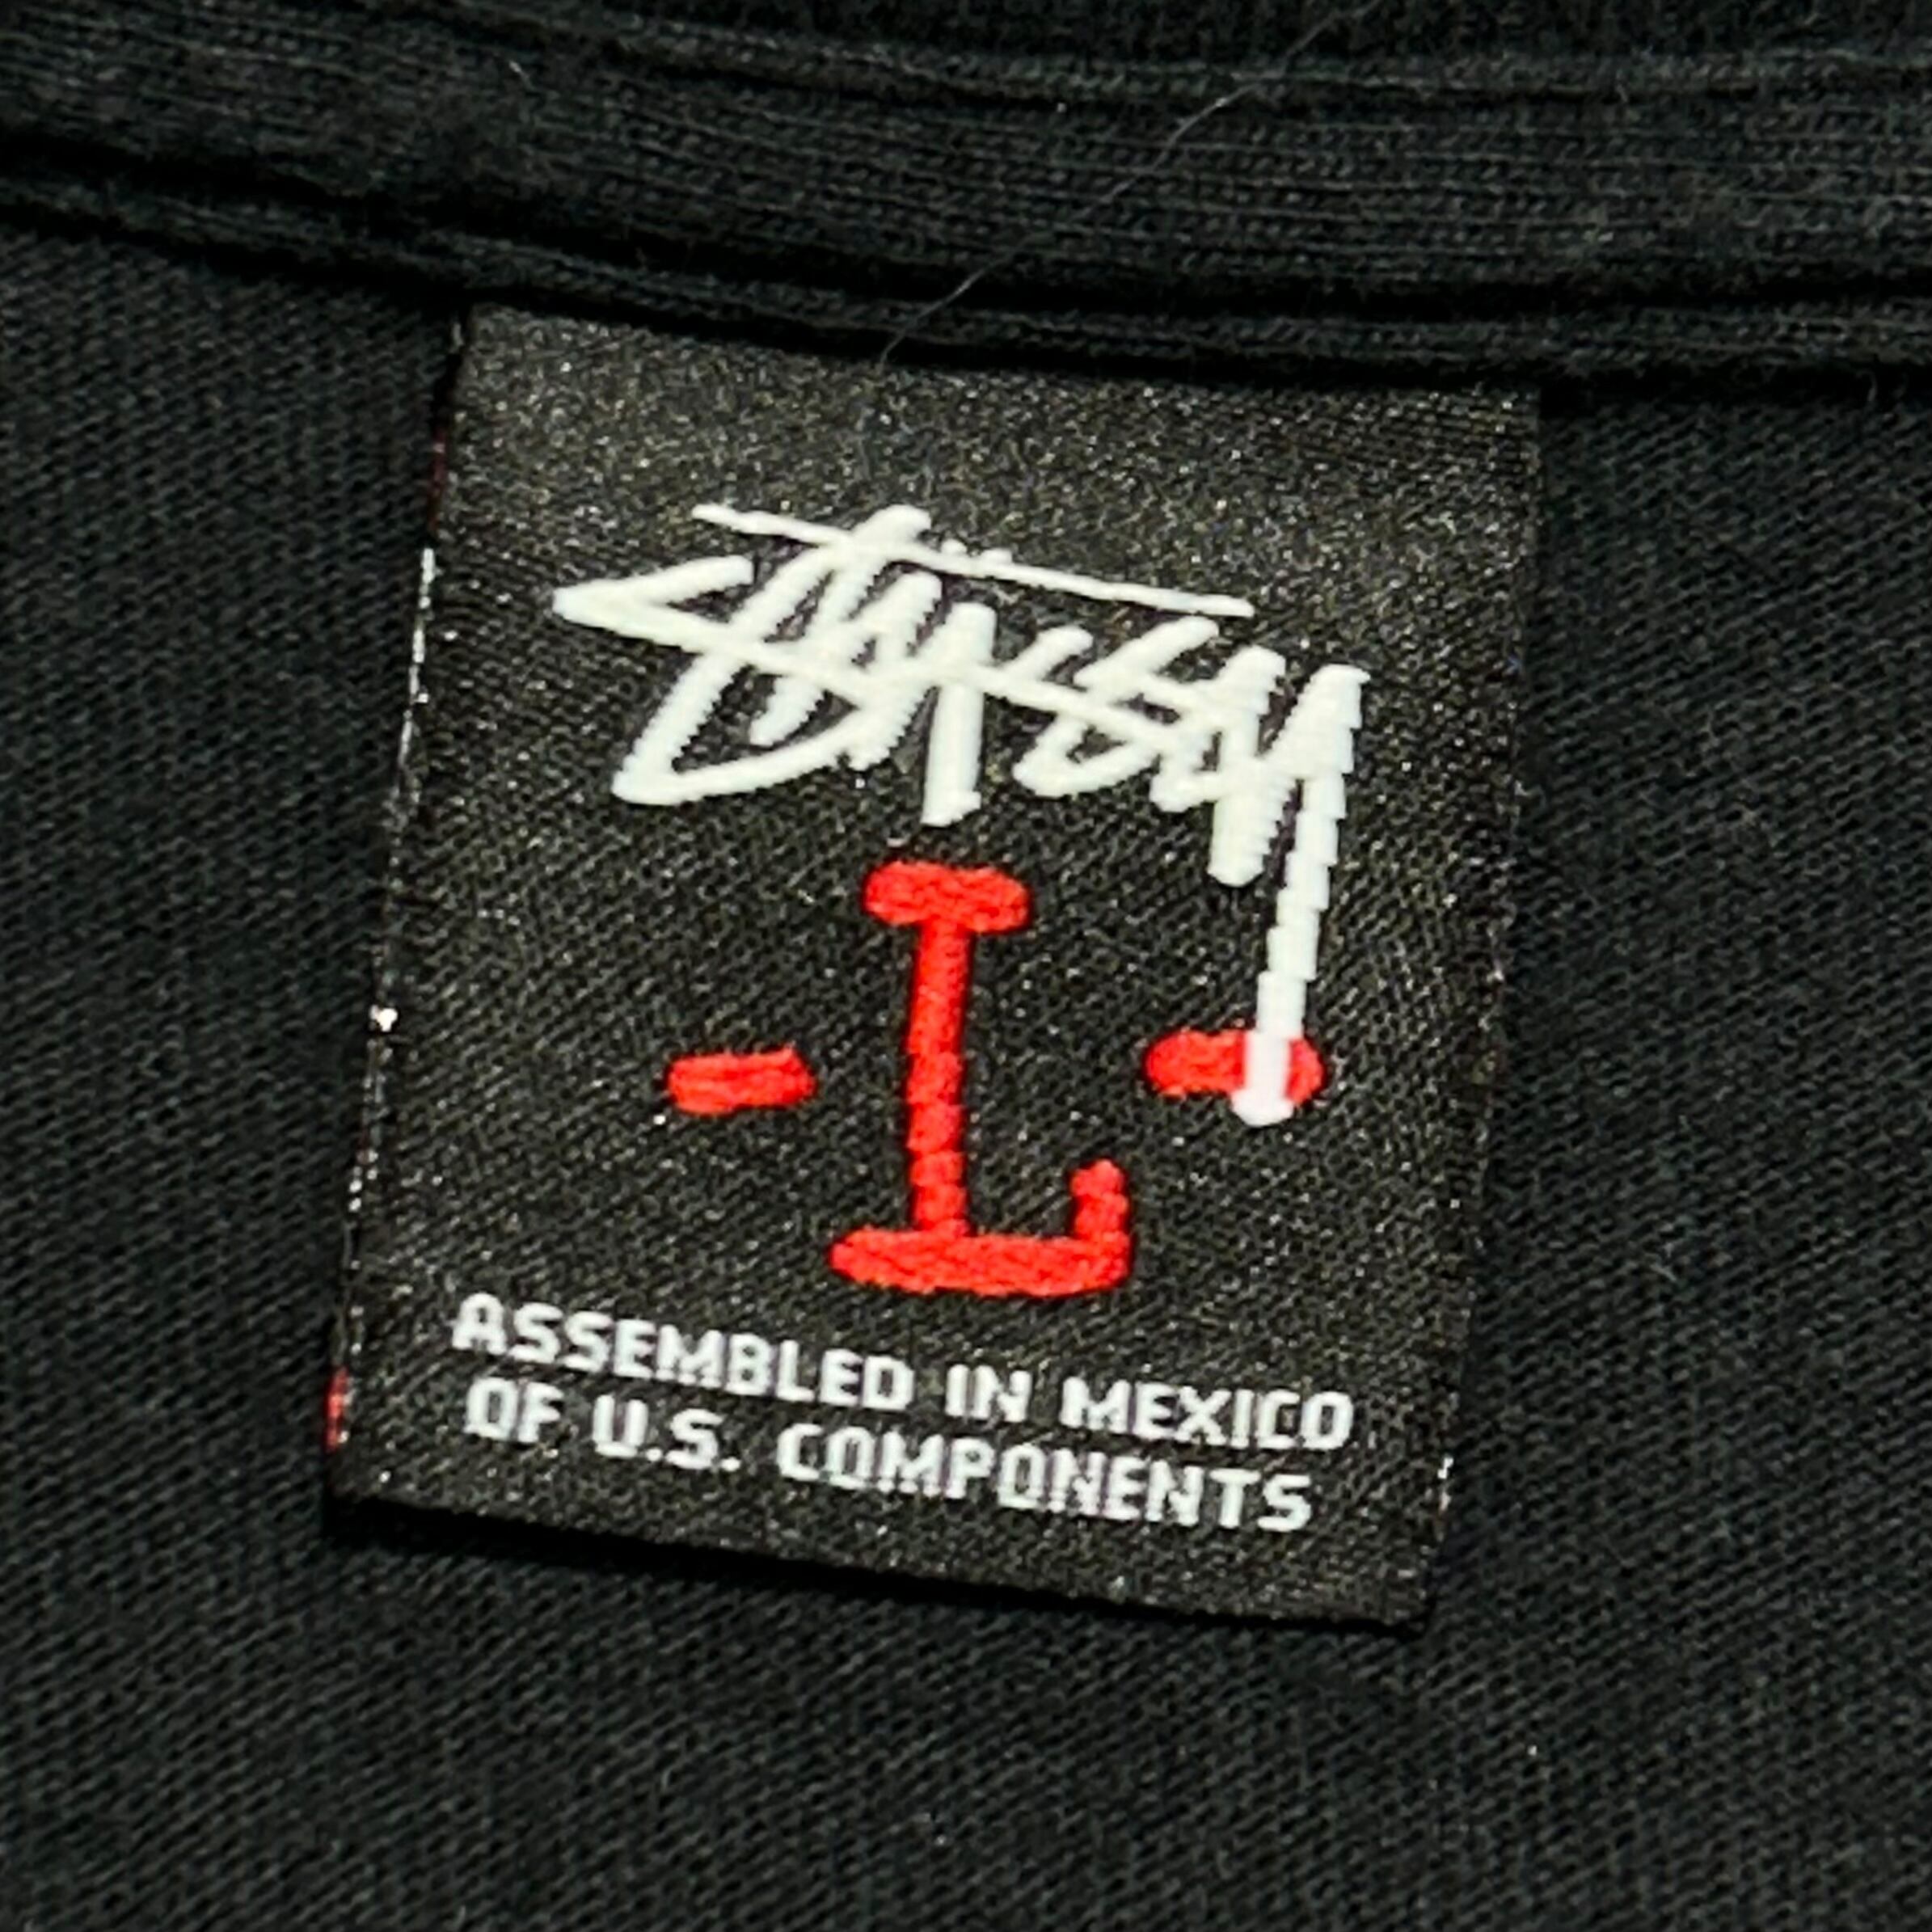 Stüssy
-L-
ASSEMBLED IN MEXICO
OF U.S. COMPONENTS